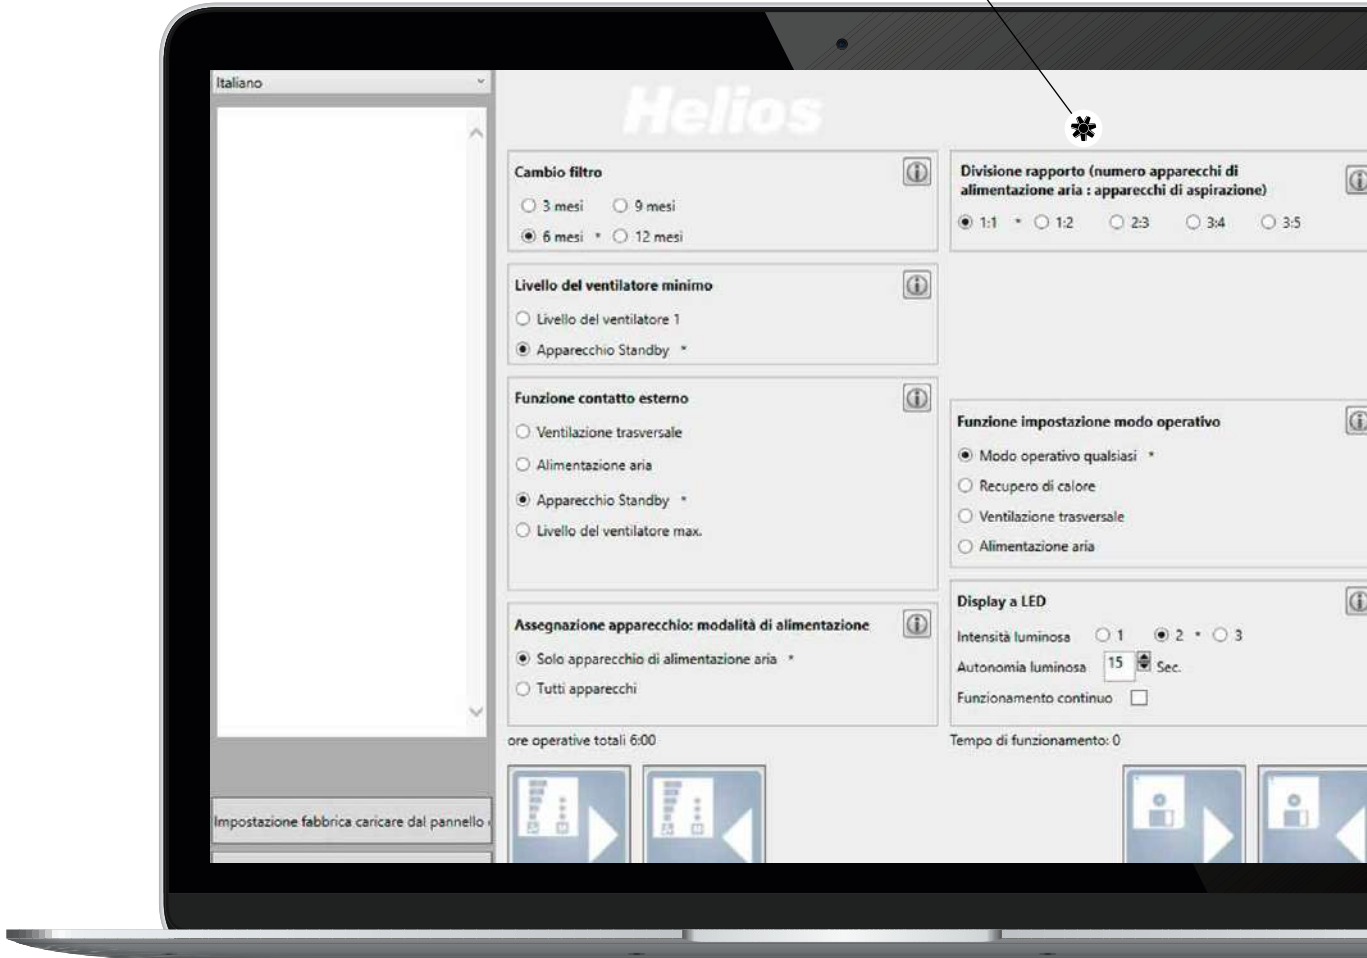 Italiano
Helios
Cambio filtro
3 mesi
9 mesi
6 mesi *
12 mesi
Livello del ventilatore minimo
Livello del ventilatore 1
Apparecchio Standby *
Funzione contatto esterno
Ventilazione trasversale
Alimentazione aria
Apparecchio Standby *
Livello del ventilatore max.
Assegnazione apparecchio: modalità di alimentazione
Solo apparecchio di alimentazione aria *
Tutti apparecchi
ore operative totali 6:00
Divisione rapporto (numero apparecchi di
alimentazione aria : apparecchi di aspirazione)
1:1 * 1:2 2:3 3:4 3:5
Funzione impostazione modo operativo
Modo operativo qualsiasi *
Recupero di calore
Ventilazione trasversale
Alimentazione aria
Display a LED
Intensità luminosa 1 2 * 3
Autonomia luminosa 15 Sec.
Funzionamento continuo
Tempo di funzionamento: 0
Impostazione fabbrica caricare dal pannello